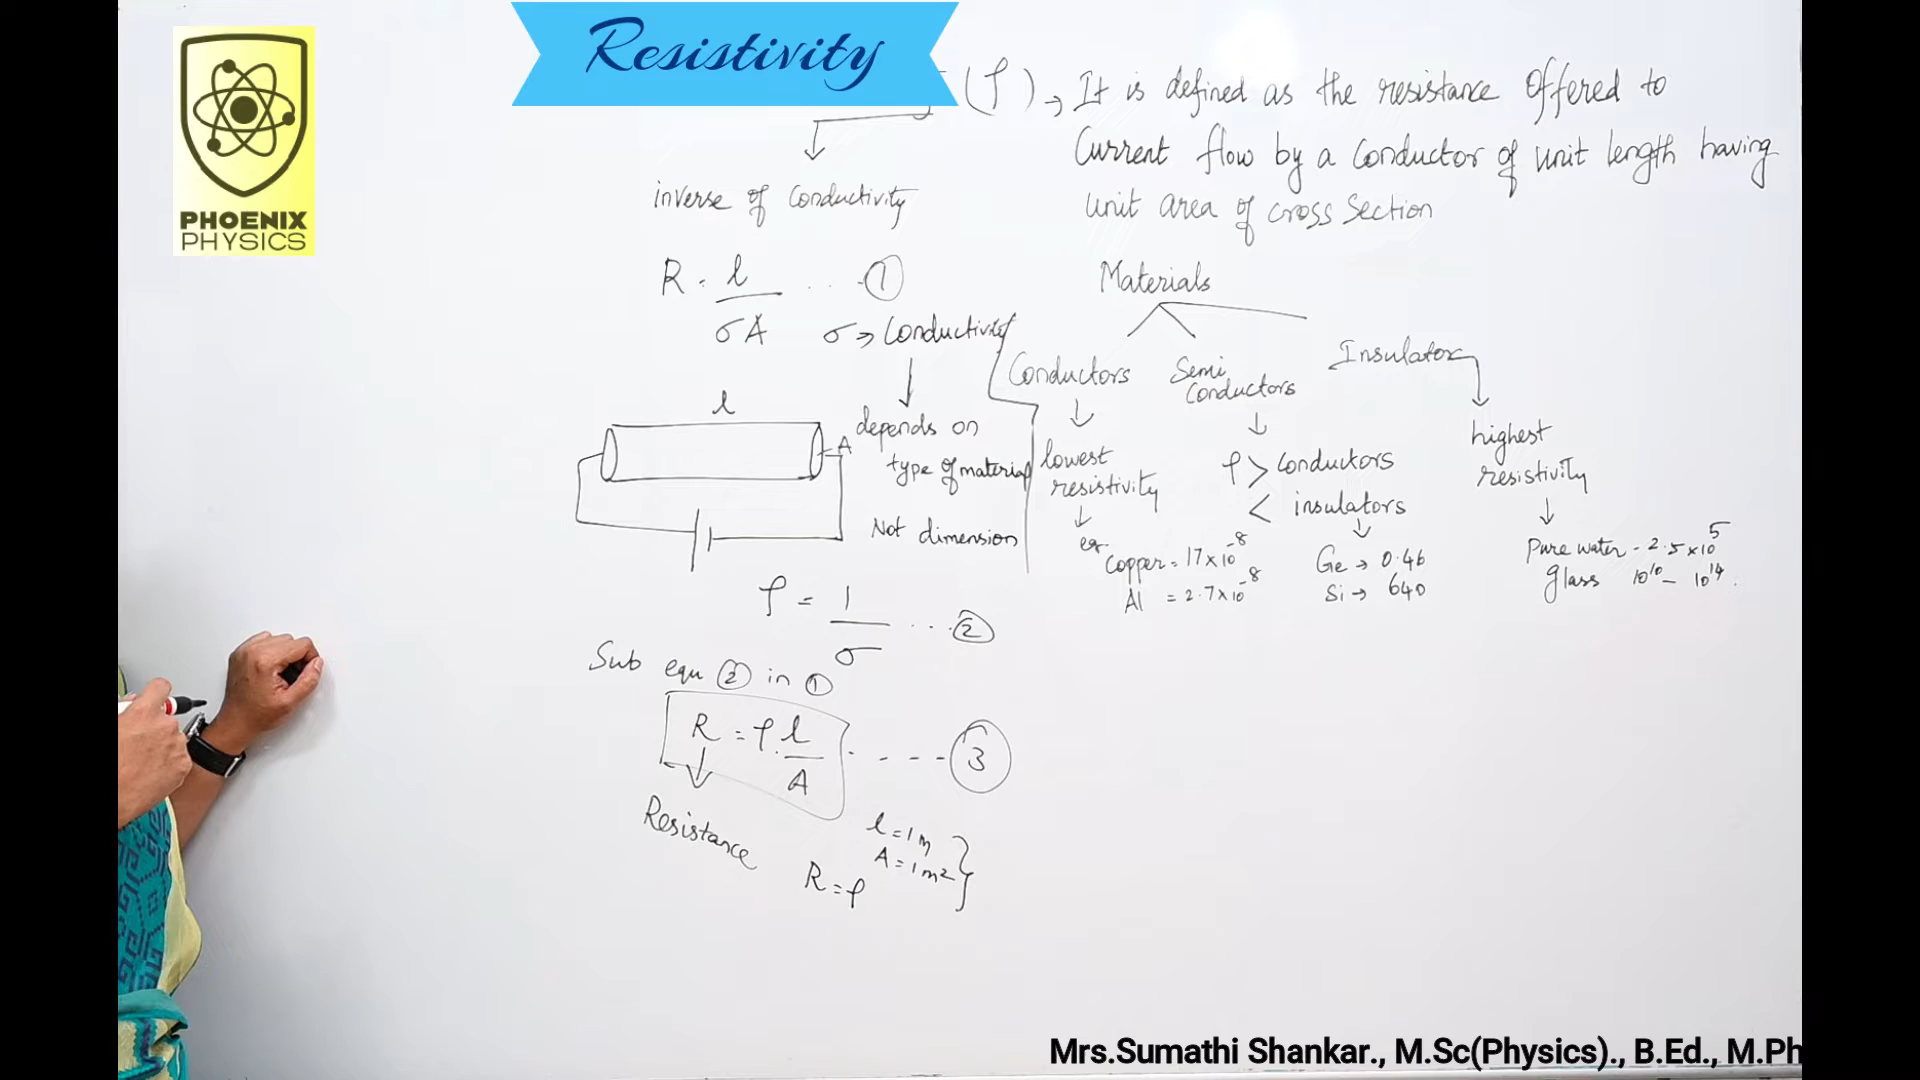 Resistivity
PHOENIX
PHYSICS
(ρ) → It is defined as the resistance offered to
Current flow by a conductor of unit length having
unit area of cross section
inverse of conductivity
R = l / σA ... ①
σ → conductivity
depends on
type of material
Not dimension
l
A
ρ = 1 / σ ... ②
Sub equ ② in ①
R = ρ. l / A . - - - ③
Resistance
l = 1 m
A = 1 m2 }
R = ρ
Materials
Conductors
lowest
resistivity
eg
Copper = 17 x 10^-8
Al = 2.7 x 10^-8
Semi
Conductors
ρ > Conductors
< insulators
Ge → 0.46
Si → 640
Insulator
highest
resistivity
Pure water - 2.5 x 10^5
glass 10^10 - 10^14 .
Mrs.Sumathi Shankar., M.Sc(Physics)., B.Ed., M.Ph